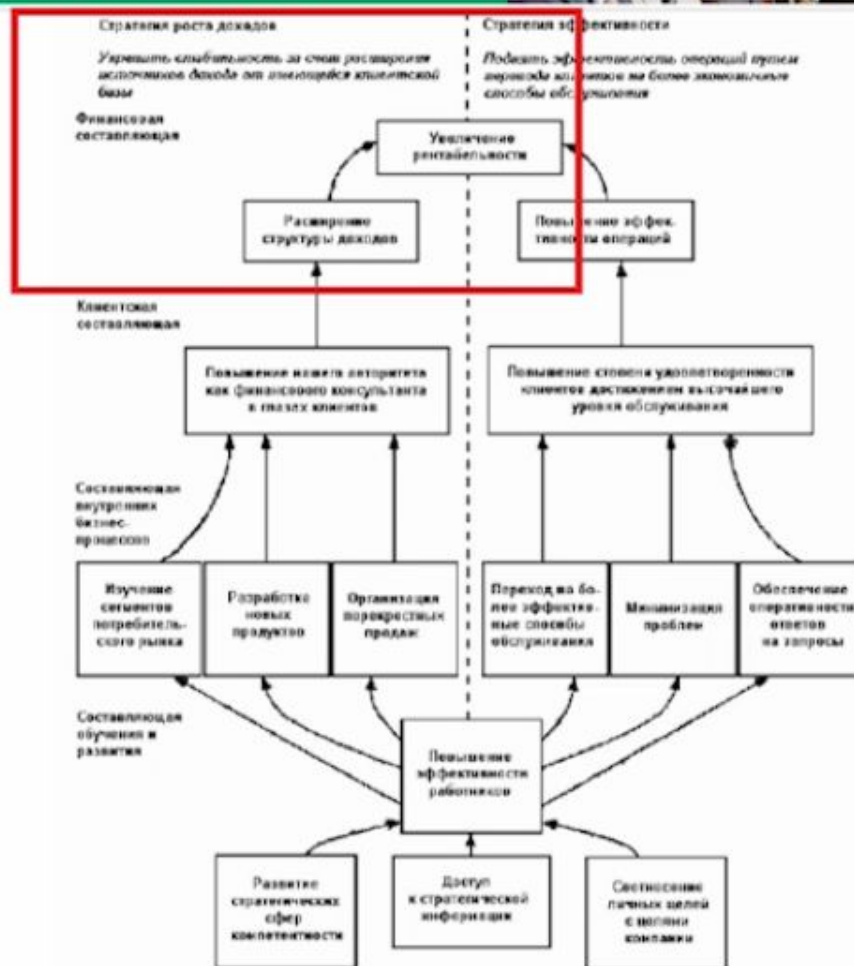 Стратегия роста доходов
Укрепить стабильность за счет расширения
источников дохода от имеющейся клиентской
базы
Стратегия эффективности
Поднять эффективность операций путем
перевода клиентов на более экономичные
способы обслуживания
Финансовая
составляющая
Увеличение
рентабельности
Расширение
структуры доходов
Повышение эффек-
тивности операций
Клиентская
составляющая
Повышение нашего авторитета
как финансового консультанта
в глазах клиентов
Повышение степени удовлетворенности
клиентов достижением высочайшего
уровня обслуживания
Составляющая
внутренних
бизнес-
процессов
Изучение
сегментов
потребитель-
ского рынка
Разработка
новых
продуктов
Организация
перекрестных
продаж
Переход на бо-
лее эффектив-
ные способы
обслуживания
Минимизация
проблем
Обеспечение
оперативности
ответов
на запросы
Составляющая
обучения и
развития
Повышение
эффективности
работников
Развитие
стратегических
сфер
компетентности
Доступ
к стратегической
информации
Соотнесение
личных целей
с целями
компании